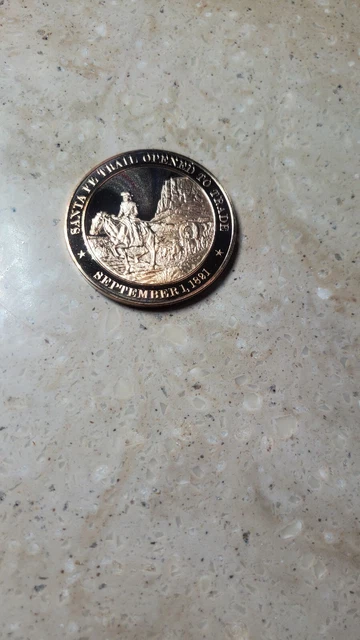 SANTA FE TRAIL OPENED TO TRADE
SEPTEMBER 1, 1821